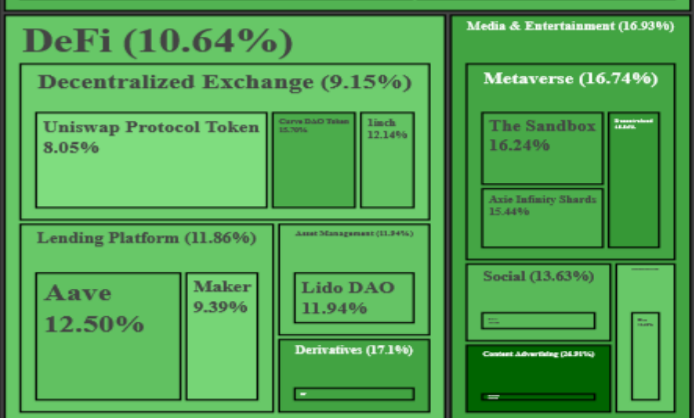 DeFi (10.64%)
Decentralized Exchange (9.15%)
Uniswap Protocol Token
8.05%
Curve DAO Token
15.70%
1inch
12.14%
Lending Platform (11.86%)
Aave
12.50%
Maker
9.39%
Asset Management (11.94%)
Lido DAO
11.94%
Derivatives (17.1%)
Media & Entertainment (16.93%)
Metaverse (16.74%)
The Sandbox
16.24%
Axie Infinity Shards
15.44%
Decentraland
Social (13.63%)
Content Advertising (24.91%)